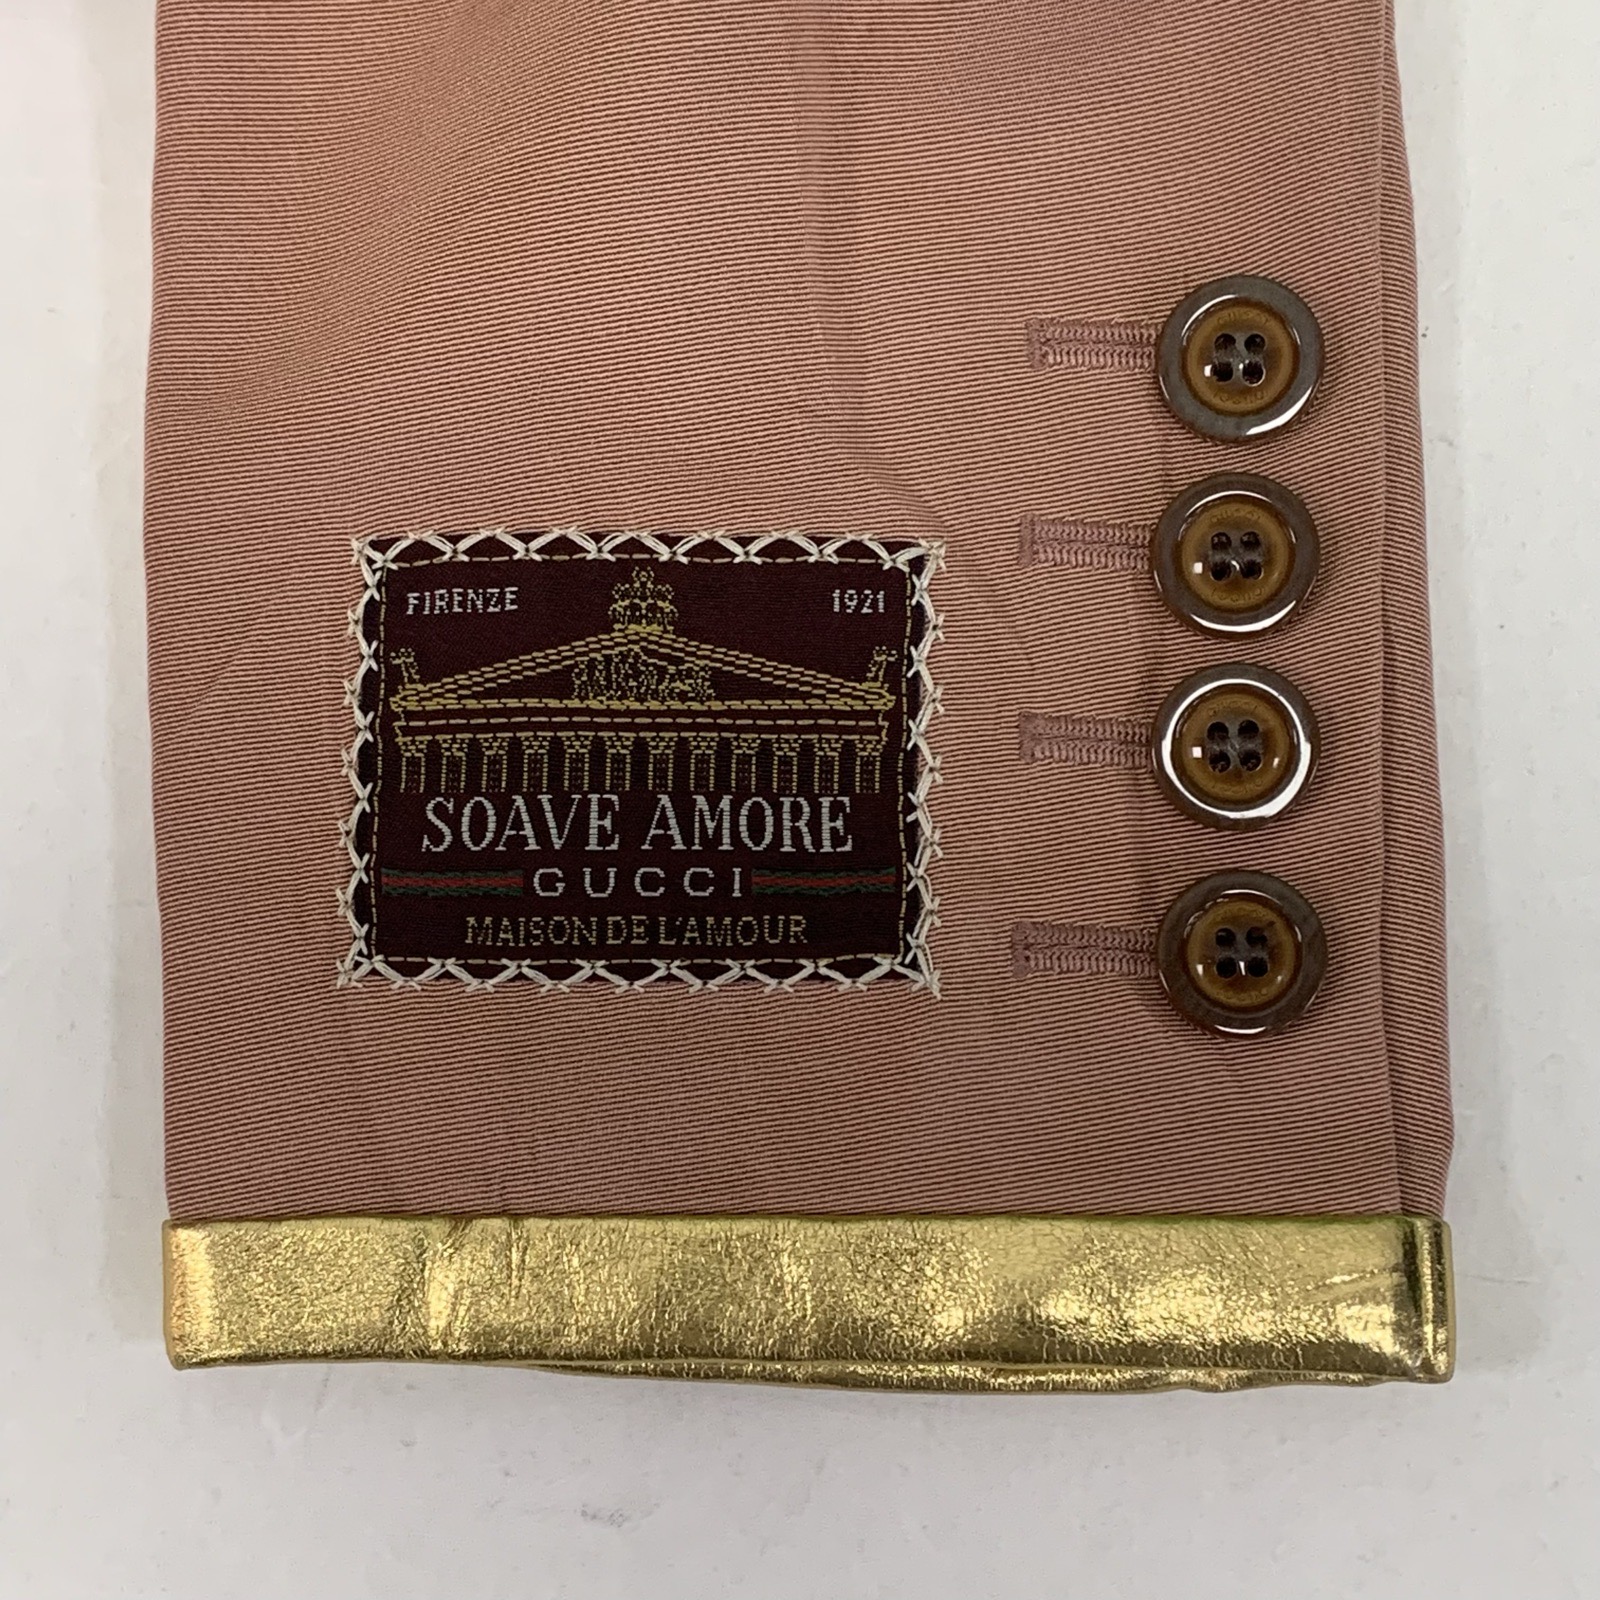 FIRENZE 1921
SOAVE AMORE
GUCCI
MAISON DE L'AMOUR